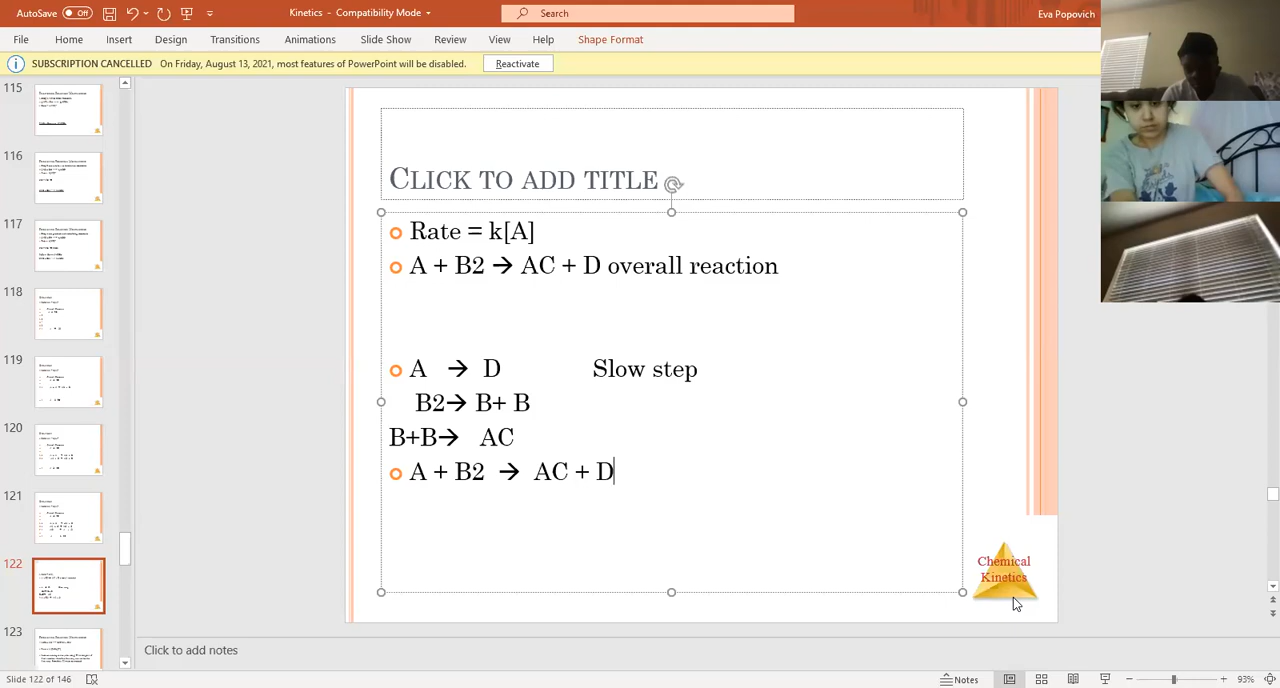 AutoSave Off Kinetics - Compatibility Mode Search Eva Popovich
File Home Insert Design Transitions Animations Slide Show Review View Help Shape Format
SUBSCRIPTION CANCELLED On Friday, August 13, 2021, most features of PowerPoint will be disabled. Reactivate
115
116
117
118
119
120
121
122
123
CLICK TO ADD TITLE
Rate = k[A]
A + B2 → AC + D overall reaction
A → D Slow step
B2→ B+ B
B+B→ AC
A + B2 → AC + D
Chemical
Kinetics
Click to add notes
Slide 122 of 146 Notes 93%